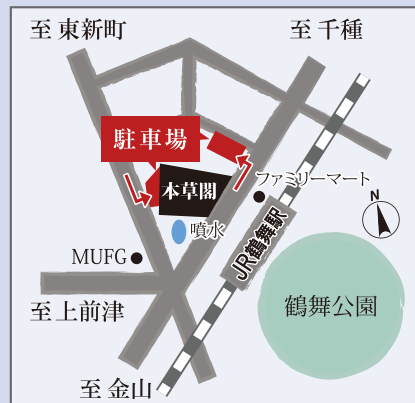 至 東新町
至 千種
駐車場
本草閣
ファミリーマート
N
噴水
JR鶴舞駅
MUFG
鶴舞公園
至 上前津
至 金山